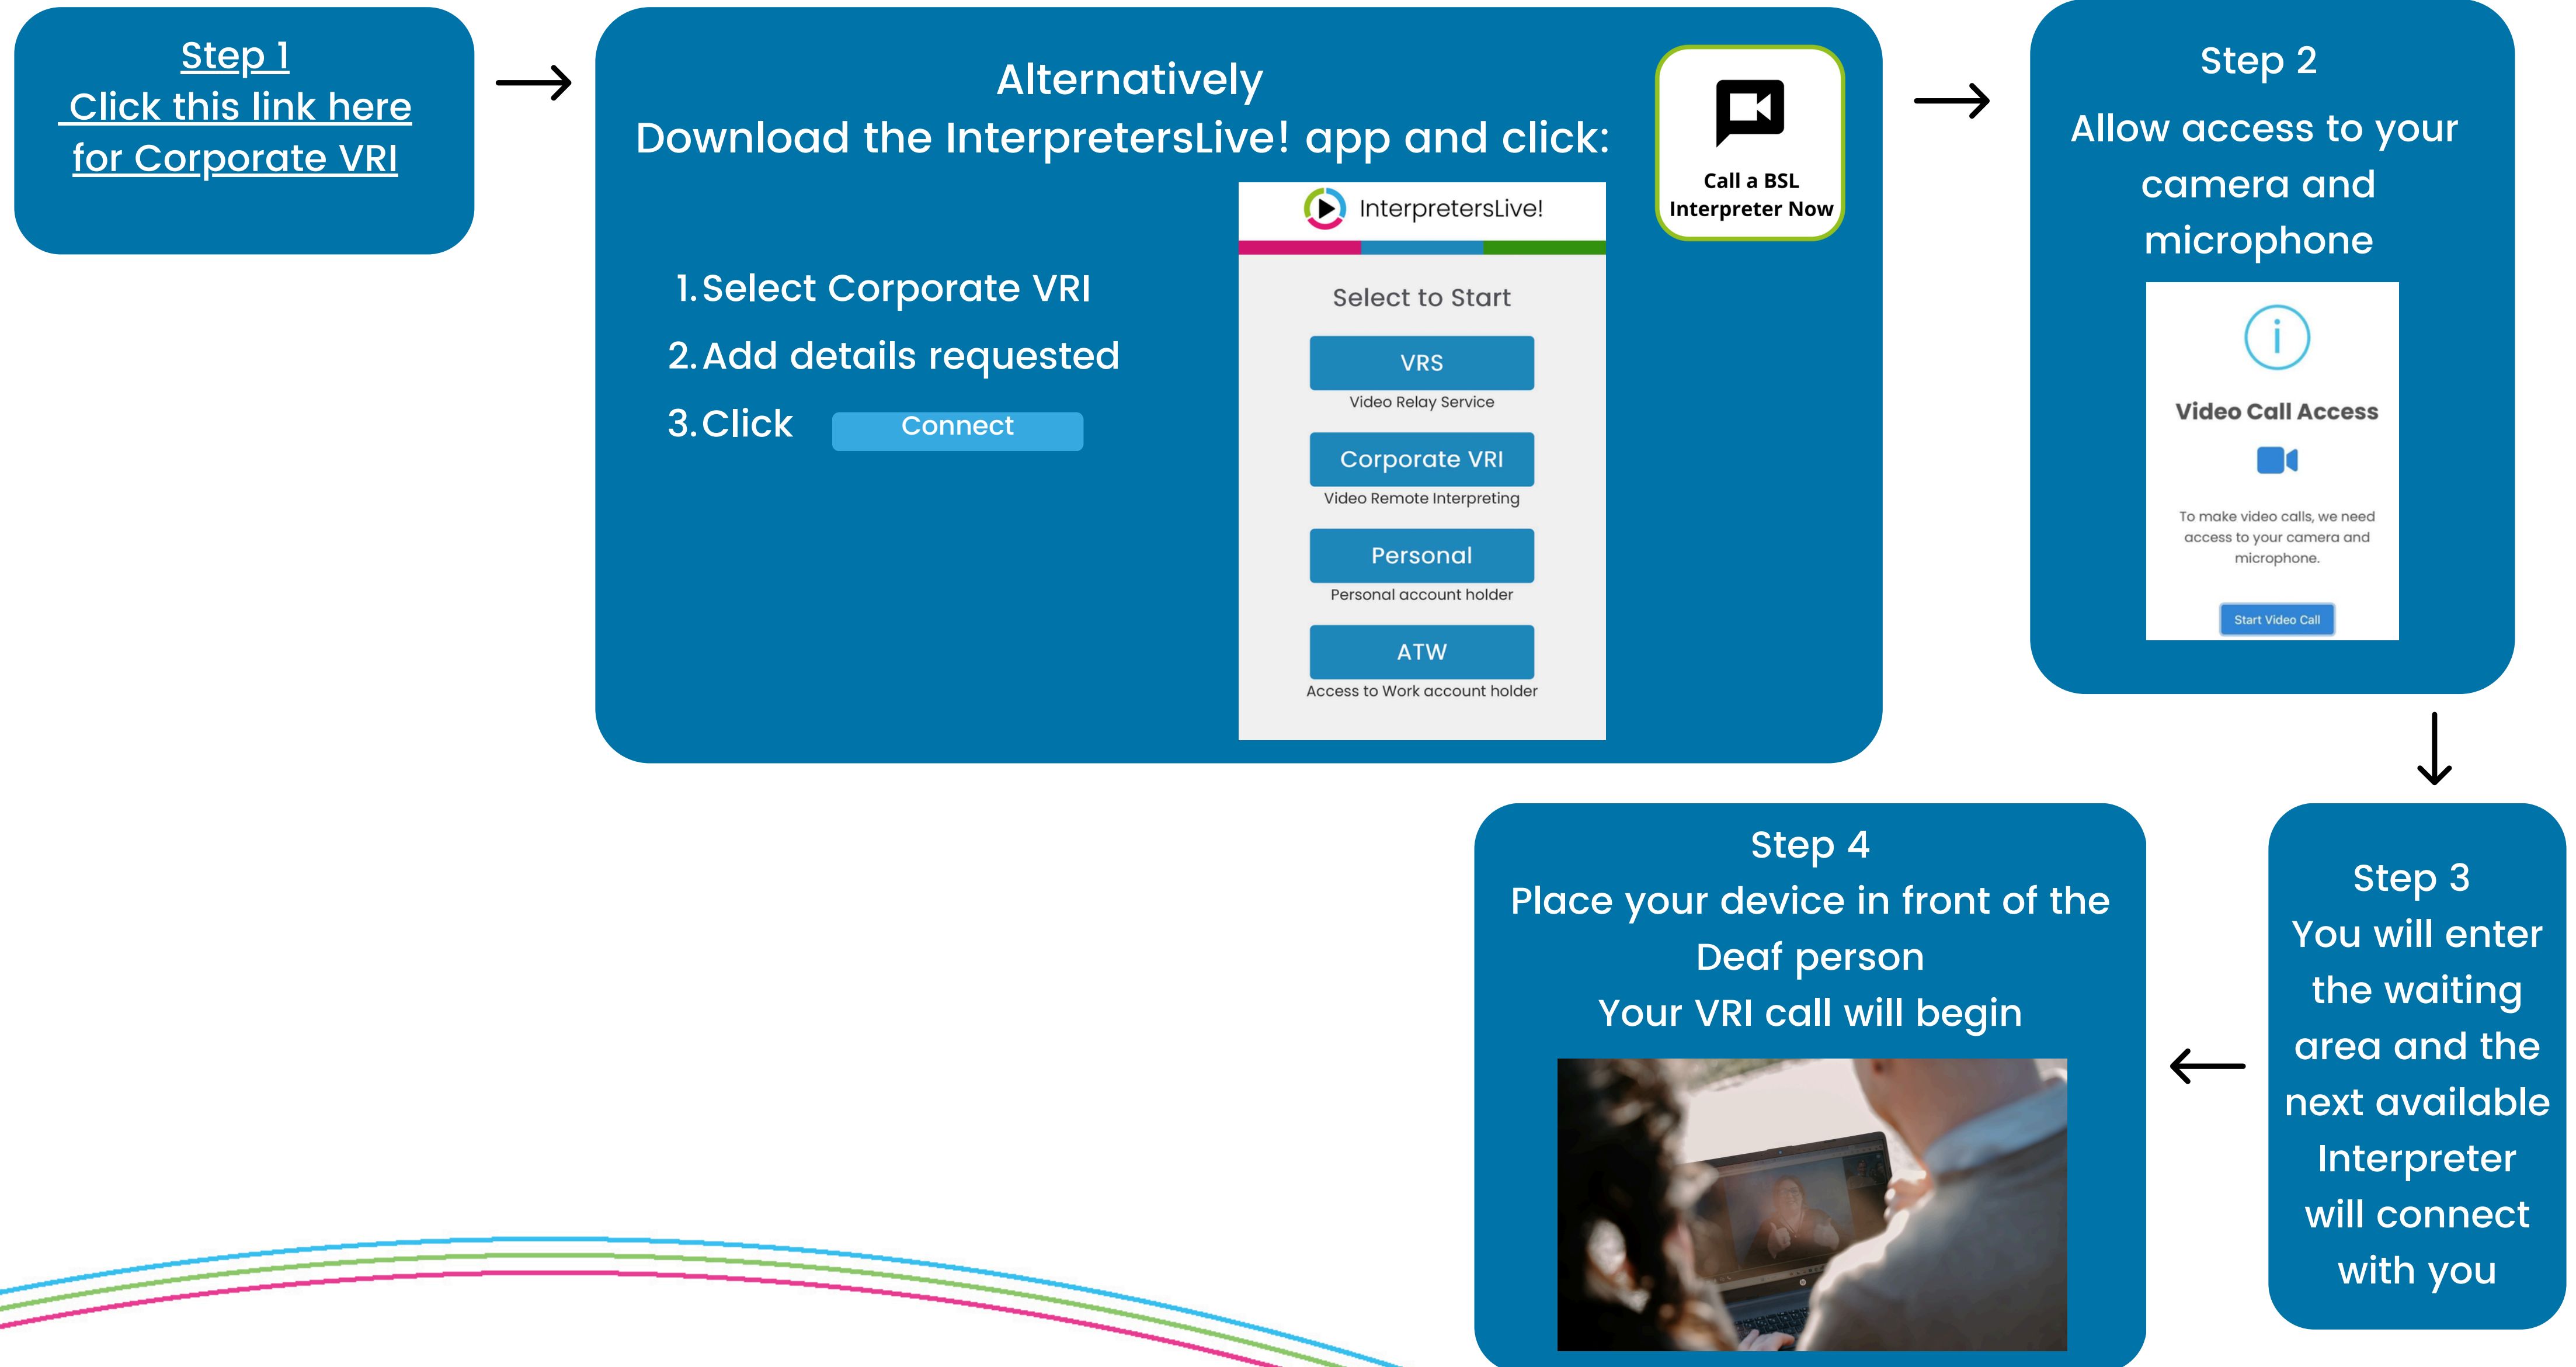 Step 1
Click this link here
for Corporate VRI
Alternatively
Download the InterpretersLive! app and click:
Call a BSL
Interpreter Now
1. Select Corporate VRI
2. Add details requested
3. Click Connect
InterpretersLive!
Select to Start
VRS
Video Relay Service
Corporate VRI
Video Remote Interpreting
Personal
Personal account holder
ATW
Access to Work account holder
Step 2
Allow access to your
camera and
microphone
i
Video Call Access
To make video calls, we need
access to your camera and
microphone.
Start Video Call
Step 3
You will enter
the waiting
area and the
next available
Interpreter
will connect
with you
Step 4
Place your device in front of the
Deaf person
Your VRI call will begin